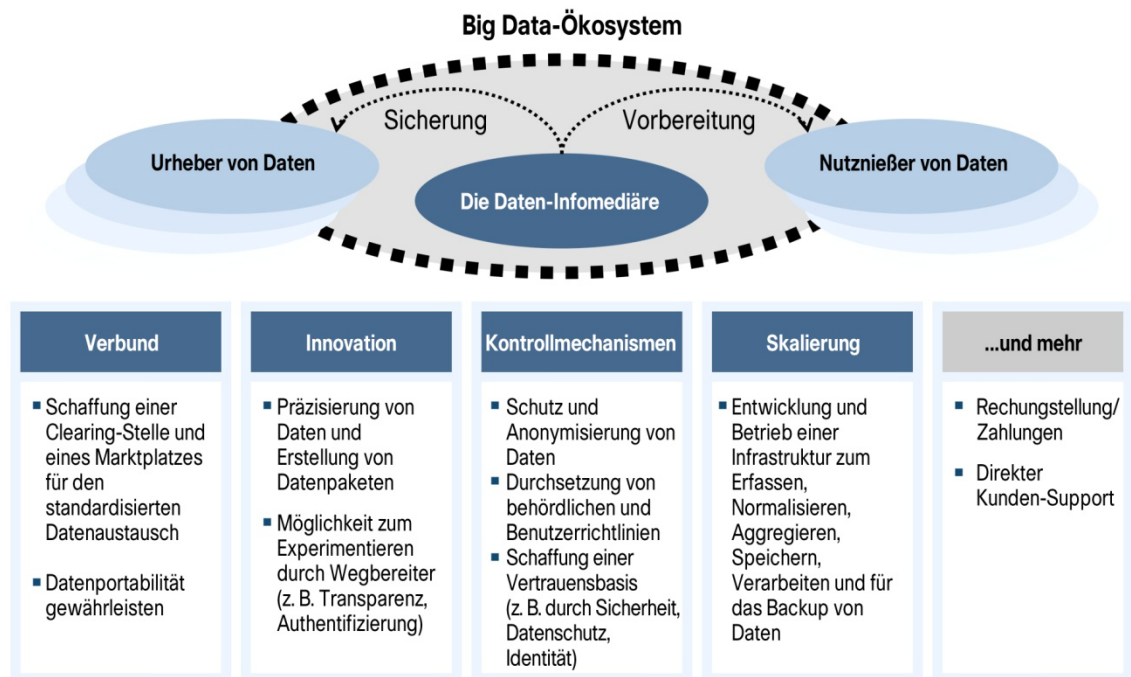 Big Data-Ökosystem
Sicherung
Vorbereitung
Urheber von Daten
Die Daten-Infomediäre
Nutznießer von Daten
Verbund
▪ Schaffung einer
Clearing-Stelle und
eines Marktplatzes
für den
standardisierten
Datenaustausch
▪ Datenportabilität
gewährleisten
Innovation
▪ Präzisierung von
Daten und
Erstellung von
Datenpaketen
▪ Möglichkeit zum
Experimentieren
durch Wegbereiter
(z. B. Transparenz,
Authentifizierung)
Kontrollmechanismen
▪ Schutz und
Anonymisierung von
Daten
▪ Durchsetzung von
behördlichen und
Benutzerrichtlinien
▪ Schaffung einer
Vertrauensbasis
(z. B. durch Sicherheit,
Datenschutz,
Identität)
Skalierung
▪ Entwicklung und
Betrieb einer
Infrastruktur zum
Erfassen,
Normalisieren,
Aggregieren,
Speichern,
Verarbeiten und für
das Backup von
Daten
...und mehr
▪ Rechungstellung/
Zahlungen
▪ Direkter
Kunden-Support